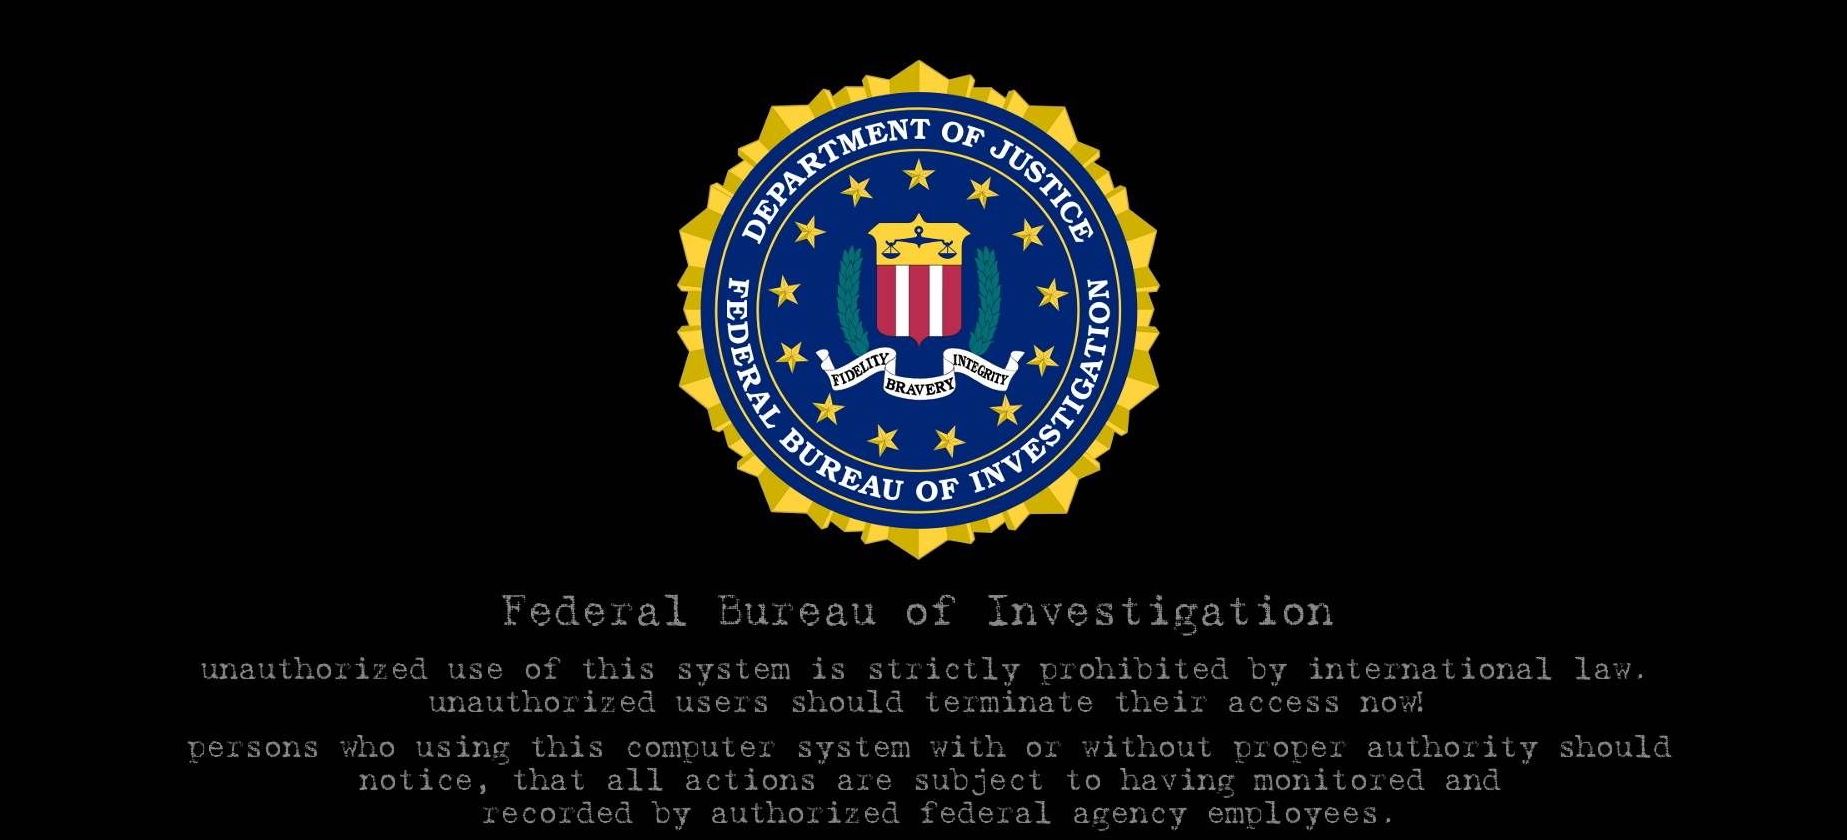 DEPARTMENT OF JUSTICE
FEDERAL BUREAU OF INVESTIGATION
FIDELITY BRAVERY INTEGRITY
Federal Bureau of Investigation
unauthorized use of this system is strictly prohibited by international law.
unauthorized users should terminate their access now!
persons who using this computer system with or without proper authority should
notice, that all actions are subject to having monitored and
recorded by authorized federal agency employees.